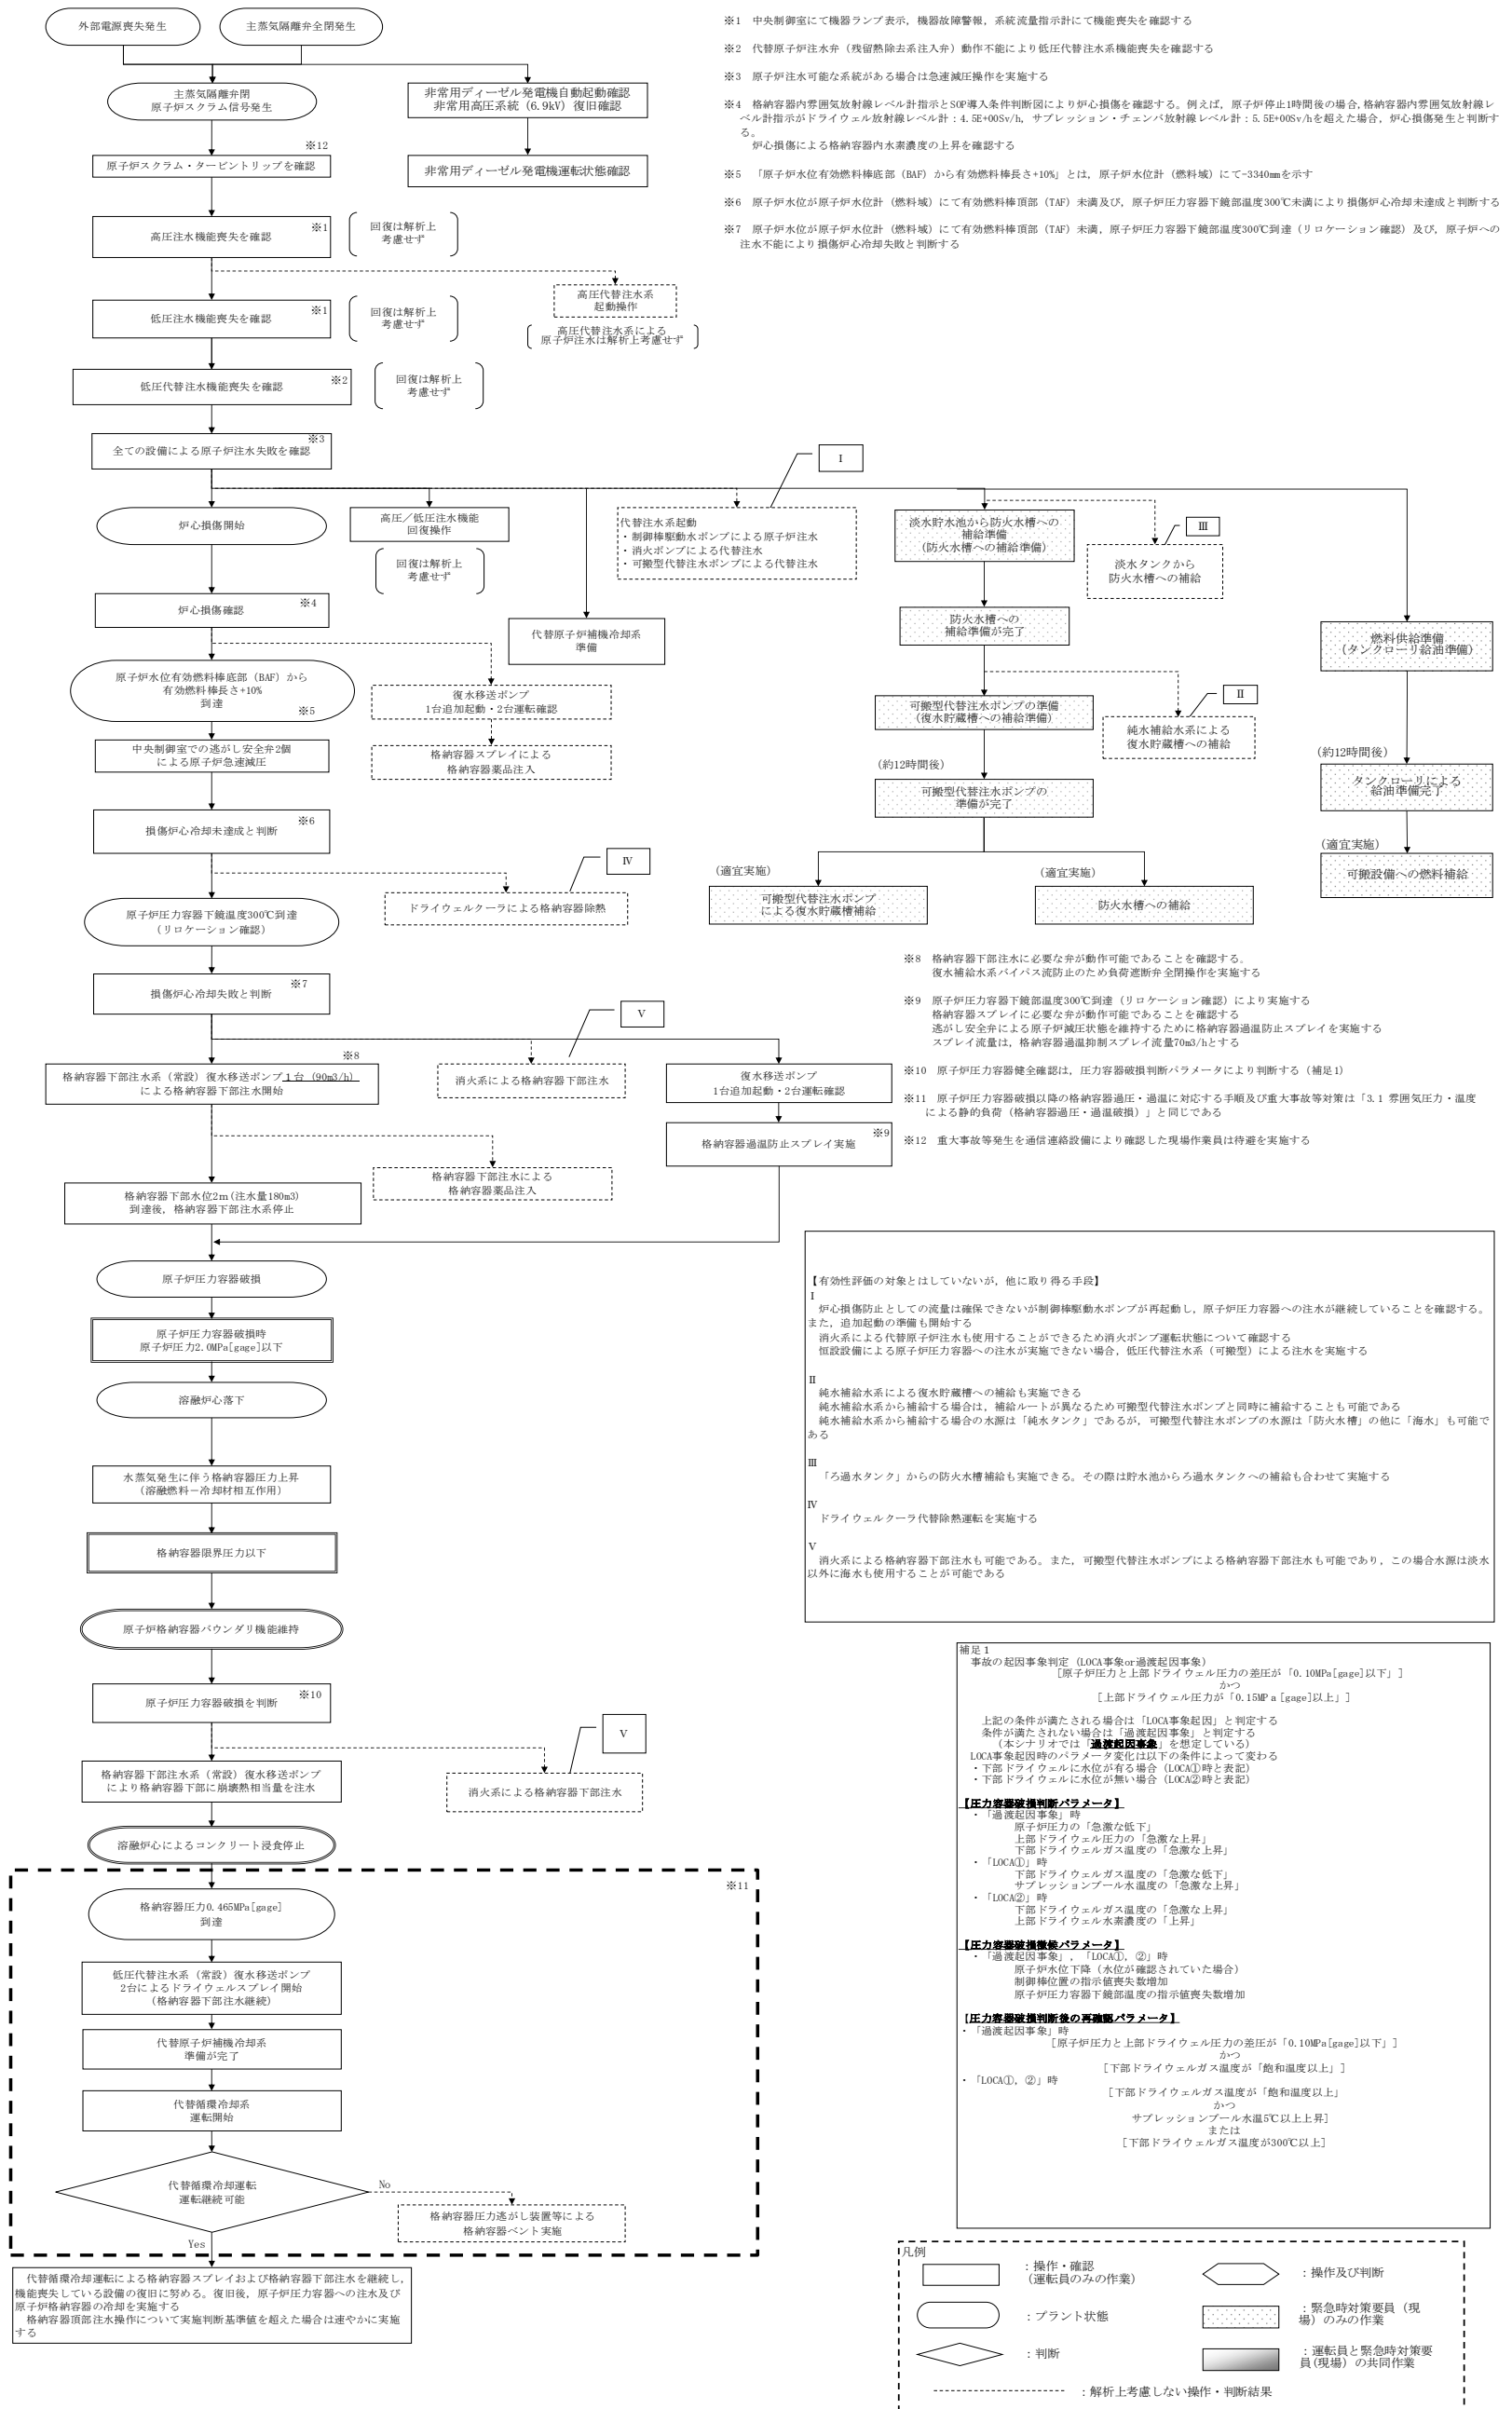 外部電源喪失発生
主蒸気隔離弁全閉発生
主蒸気隔離弁閉
原子炉スクラム信号発生
非常用ディーゼル発電機自動起動確認
非常用高圧系統（6.9kV）復旧確認
※12
原子炉スクラム・タービントリップを確認
非常用ディーゼル発電機運転状態確認
高圧注水機能喪失を確認
※1
回復は解析上
考慮せず
高圧代替注水系
起動操作
高圧代替注水系による
原子炉注水は解析上考慮せず
低圧注水機能喪失を確認
※1
回復は解析上
考慮せず
低圧代替注水機能喪失を確認
※2
回復は解析上
考慮せず
※3
全ての設備による原子炉注水失敗を確認
※1　中央制御室にて機器ランプ表示，機器故障警報，系統流量指示計にて機能喪失を確認する
※2　代替原子炉注水弁（残留熱除去系注入弁）動作不能により低圧代替注水系機能喪失を確認する
※3　原子炉注水可能な系統がある場合は急速減圧操作を実施する
※4　格納容器内雰囲気放射線レベル計指示とSOP導入条件判断図により炉心損傷を確認する。例えば，原子炉停止1時間後の場合,格納容器内雰囲気放射線レ
ベル計指示がドライウェル放射線レベル計：4.5E+00Sv/h，サプレッション・チェンバ放射線レベル計：5.5E+00Sv/hを超えた場合，炉心損傷発生と判断す
る。
炉心損傷による格納容器内水素濃度の上昇を確認する
※5　「原子炉水位有効燃料棒底部（BAF）から有効燃料棒長さ+10%」とは，原子炉水位計（燃料域）にて-3340mmを示す
※6　原子炉水位が原子炉水位計（燃料域）にて有効燃料棒頂部（TAF）未満及び，原子炉圧力容器下鏡部温度300℃未満により損傷炉心冷却未達成と判断する
※7　原子炉水位が原子炉水位計（燃料域）にて有効燃料棒頂部（TAF）未満，原子炉圧力容器下鏡部温度300℃到達（リロケーション確認）及び，原子炉への
注水不能により損傷炉心冷却失敗と判断する
Ⅰ
炉心損傷開始
高圧／低圧注水機能
回復操作
回復は解析上
考慮せず
代替注水系起動
・制御棒駆動水ポンプによる原子炉注水
・消火ポンプによる代替注水
・可搬型代替注水ポンプによる代替注水
淡水貯水池から防火水槽への
補給準備
（防火水槽への補給準備）
Ⅲ
淡水タンクから
防火水槽への補給
炉心損傷確認
※4
代替原子炉補機冷却系
準備
防火水槽への
補給準備が完了
燃料供給準備
（タンクローリ給油準備）
原子炉水位有効燃料棒底部（BAF）から
有効燃料棒長さ+10%
到達
※5
復水移送ポンプ
1台追加起動・2台運転確認
可搬型代替注水ポンプの準備
（復水貯蔵槽への補給準備）
Ⅱ
純水補給水系による
復水貯蔵槽への補給
中央制御室での逃がし安全弁2個
による原子炉急速減圧
格納容器スプレイによる
格納容器薬品注入
（約12時間後）
可搬型代替注水ポンプの
準備が完了
（約12時間後）
タンクローリによる
給油準備完了
※6
損傷炉心冷却未達成と判断
Ⅳ
ドライウェルクーラによる格納容器除熱
（適宜実施）
可搬型代替注水ポンプ
による復水貯蔵槽補給
（適宜実施）
防火水槽への補給
（適宜実施）
可搬設備への燃料補給
原子炉圧力容器下鏡温度300℃到達
（リロケーション確認）
※7
損傷炉心冷却失敗と判断
Ⅴ
※8
格納容器下部注水系（常設）復水移送ポンプ１台（90m3/h）
による格納容器下部注水開始
消火系による格納容器下部注水
復水移送ポンプ
1台追加起動・2台運転確認
※9
格納容器過温防止スプレイ実施
格納容器下部注水による
格納容器薬品注入
格納容器下部水位2ｍ(注水量180m3)
到達後，格納容器下部注水系停止
※8　格納容器下部注水に必要な弁が動作可能であることを確認する。
復水補給水系バイパス流防止のため負荷遮断弁全閉操作を実施する
※9　原子炉圧力容器下鏡部温度300℃到達（リロケーション確認）により実施する
格納容器スプレイに必要な弁が動作可能であることを確認する
逃がし安全弁による原子炉減圧状態を維持するために格納容器過温防止スプレイを実施する
スプレイ流量は，格納容器過温抑制スプレイ流量70m3/hとする
※10　原子炉圧力容器健全確認は，圧力容器破損判断パラメータにより判断する（補足1）
※11　原子炉圧力容器破損以降の格納容器過圧・過温に対応する手順及び重大事故等対策は「3.1 雰囲気圧力・温度
による静的負荷（格納容器過圧・過温破損）」と同じである
※12　重大事故等発生を通信連絡設備により確認した現場作業員は待避を実施する
原子炉圧力容器破損
原子炉圧力容器破損時
原子炉圧力2.0MPa[gage]以下
溶融炉心落下
水蒸気発生に伴う格納容器圧力上昇
（溶融燃料－冷却材相互作用）
格納容器限界圧力以下
原子炉格納容器バウンダリ機能維持
※10
原子炉圧力容器破損を判断
Ⅴ
格納容器下部注水系（常設）復水移送ポンプ
により格納容器下部に崩壊熱相当量を注水
消火系による格納容器下部注水
溶融炉心によるコンクリート浸食停止
※11
格納容器圧力0.465MPa[gage]
到達
低圧代替注水系（常設）復水移送ポンプ
2台によるドライウェルスプレイ開始
（格納容器下部注水継続）
代替原子炉補機冷却系
準備が完了
代替循環冷却系
運転開始
代替循環冷却運転
運転継続可能
No
格納容器圧力逃がし装置等による
格納容器ベント実施
Yes
代替循環冷却運転による格納容器スプレイおよび格納容器下部注水を継続し，
機能喪失している設備の復旧に努める。復旧後，原子炉圧力容器への注水及び
原子炉格納容器の冷却を実施する
格納容器頂部注水操作について実施判断基準値を超えた場合は速やかに実施
する
【有効性評価の対象とはしていないが，他に取り得る手段】
Ⅰ
炉心損傷防止としての流量は確保できないが制御棒駆動水ポンプが再起動し，原子炉圧力容器への注水が継続していることを確認する。
また，追加起動の準備も開始する
消火系による代替原子炉注水も使用することができるため消火ポンプ運転状態について確認する
恒設設備による原子炉圧力容器への注水が実施できない場合，低圧代替注水系（可搬型）による注水を実施する
Ⅱ
純水補給水系による復水貯蔵槽への補給も実施できる
純水補給水系から補給する場合は，補給ルートが異なるため可搬型代替注水ポンプと同時に補給することも可能である
純水補給水系から補給する場合の水源は「純水タンク」であるが，可搬型代替注水ポンプの水源は「防火水槽」の他に「海水」も可能で
ある
Ⅲ
「ろ過水タンク」からの防火水槽補給も実施できる。その際は貯水池からろ過水タンクへの補給も合わせて実施する
Ⅳ
ドライウェルクーラ代替除熱運転を実施する
Ⅴ
消火系による格納容器下部注水も可能である。また，可搬型代替注水ポンプによる格納容器下部注水も可能であり，この場合水源は淡水
以外に海水も使用することが可能である
補足１
事故の起因事象判定（LOCA事象or過渡起因事象）
［原子炉圧力と上部ドライウェル圧力の差圧が「0.10MPa[gage]以下」］
かつ
［上部ドライウェル圧力が「0.15MPａ[gage]以上」］
上記の条件が満たされる場合は「LOCA事象起因」と判定する
条件が満たされない場合は「過渡起因事象」と判定する
（本シナリオでは「過渡起因事象」を想定している）
LOCA事象起因時のパラメータ変化は以下の条件によって変わる
・下部ドライウェルに水位が有る場合（LOCA①時と表記）
・下部ドライウェルに水位が無い場合（LOCA②時と表記）
【圧力容器破損判断パラメータ】
・「過渡起因事象」時
原子炉圧力の「急激な低下」
上部ドライウェル圧力の「急激な上昇」
下部ドライウェルガス温度の「急激な上昇」
・「LOCA①」時
下部ドライウェルガス温度の「急激な低下」
サプレッションプール水温度の「急激な上昇」
・「LOCA②」時
下部ドライウェルガス温度の「急激な上昇」
上部ドライウェル水素濃度の「上昇」
【圧力容器破損徴候パラメータ】
・「過渡起因事象」，「LOCA①，②」時
原子炉水位下降（水位が確認されていた場合）
制御棒位置の指示値喪失数増加
原子炉圧力容器下鏡部温度の指示値喪失数増加
【圧力容器破損判断後の再確認パラメータ】
・「過渡起因事象」時
［原子炉圧力と上部ドライウェル圧力の差圧が「0.10MPa[gage]以下」］
かつ
［下部ドライウェルガス温度が「飽和温度以上」］
・「LOCA①，②」時
［下部ドライウェルガス温度が「飽和温度以上」
かつ
サプレッションプール水温5℃以上上昇］
または
［下部ドライウェルガス温度が300℃以上］
凡例
：操作・確認
（運転員のみの作業）
：操作及び判断
：プラント状態
：緊急時対策要員（現
場）のみの作業
：判断
：運転員と緊急時対策要
員(現場）の共同作業
：解析上考慮しない操作・判断結果